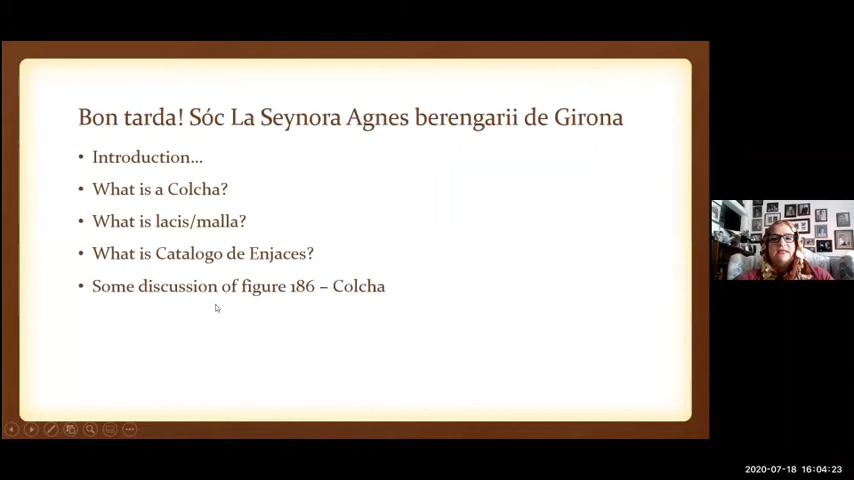 Bon tarda! Sóc La Seynora Agnes berengarii de Girona
• Introduction...
• What is a Colcha?
• What is lacis/malla?
• What is Catalogo de Enjaces?
• Some discussion of figure 186 – Colcha
2020-07-18 16:04:23